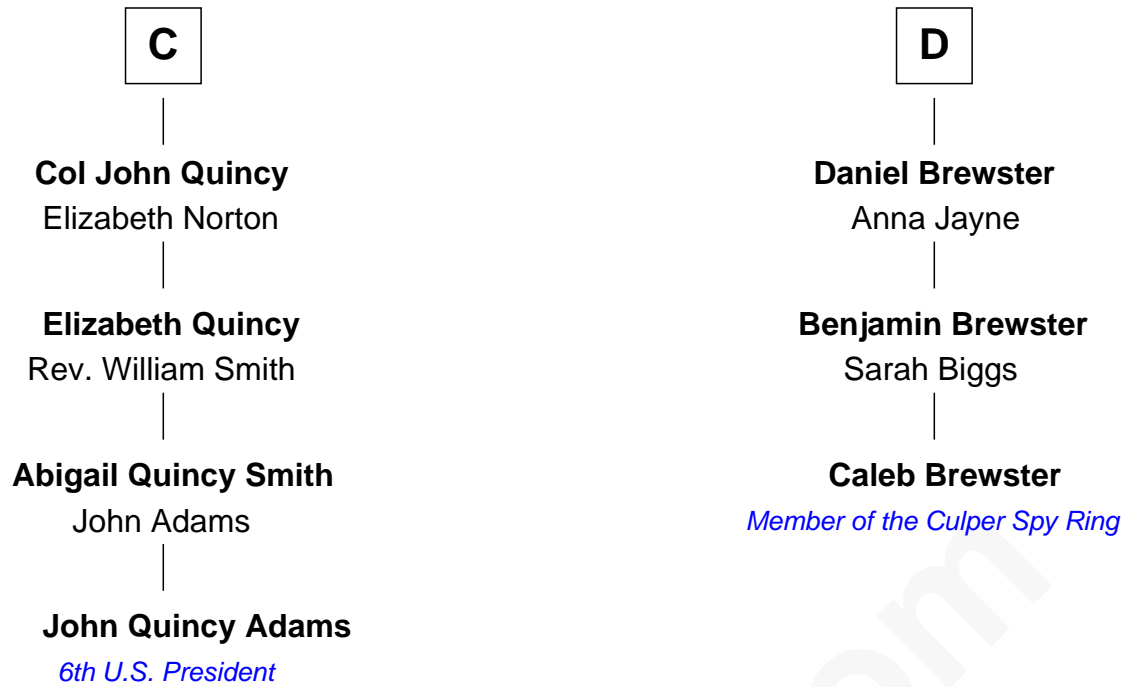 C
Col John Quincy
Elizabeth Norton
Elizabeth Quincy
Rev. William Smith
Abigail Quincy Smith
John Adams
John Quincy Adams
6th U.S. President
D
Daniel Brewster
Anna Jayne
Benjamin Brewster
Sarah Biggs
Caleb Brewster
Member of the Culper Spy Ring
om